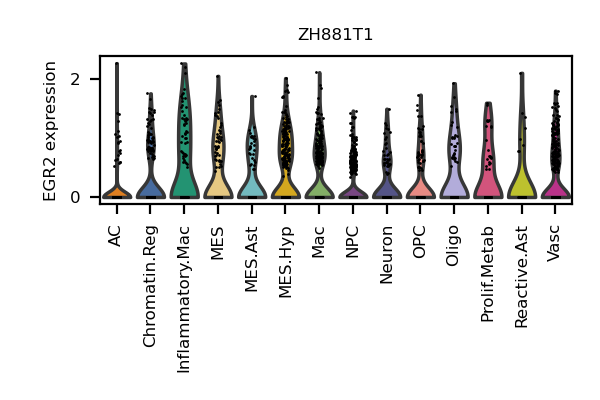 ZH881T1
EGR2 expression
2
0
AC
Chromatin.Reg
Inflammatory.Mac
MES
MES.Ast
MES.Hyp
Mac
NPC
Neuron
OPC
Oligo
Prolif.Metab
Reactive.Ast
Vasc